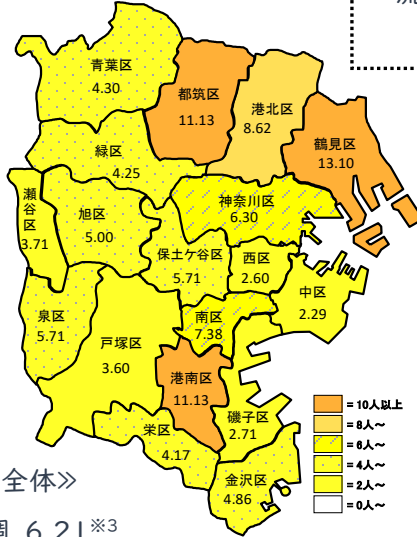 青葉区
4.30
都筑区
11.13
港北区
8.62
鶴見区
13.10
緑区
4.25
神奈川区
6.30
瀬谷区
3.71
旭区
5.00
保土ケ谷区
5.71
西区
2.60
中区
2.29
泉区
5.71
戸塚区
3.60
南区
7.38
港南区
11.13
磯子区
2.71
栄区
4.17
金沢区
4.86
=10人以上
=8人～
=6人～
=4人～
=2人～
=0人～
全体≫
6.21※3